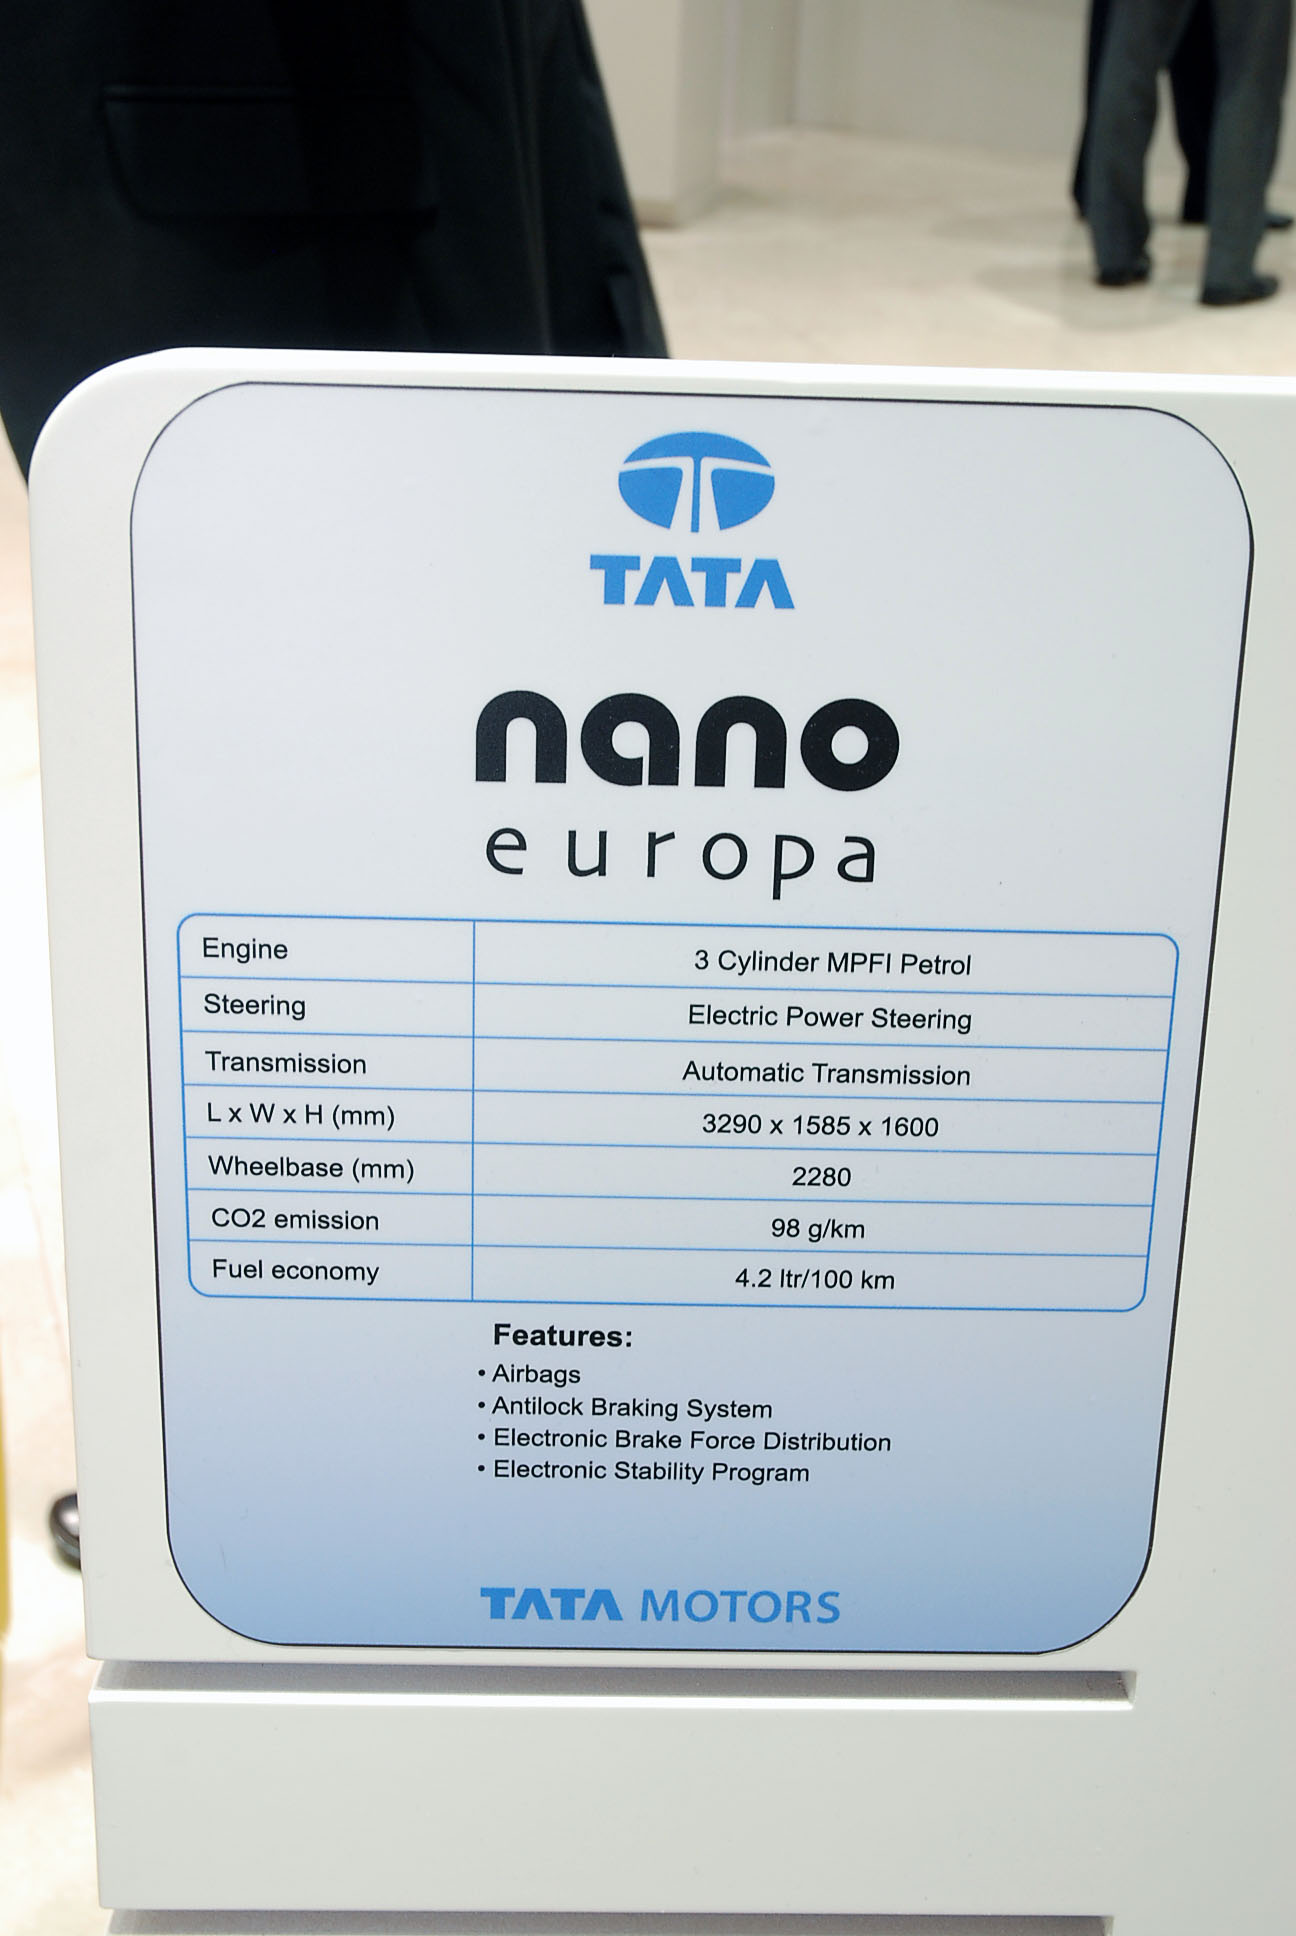 TATA
nano
europa
Engine 3 Cylinder MPFI Petrol
Steering Electric Power Steering
Transmission Automatic Transmission
L x W x H (mm) 3290 x 1585 x 1600
Wheelbase (mm) 2280
CO2 emission 98 g/km
Fuel economy 4.2 ltr/100 km
Features:
• Airbags
• Antilock Braking System
• Electronic Brake Force Distribution
• Electronic Stability Program
TATA MOTORS